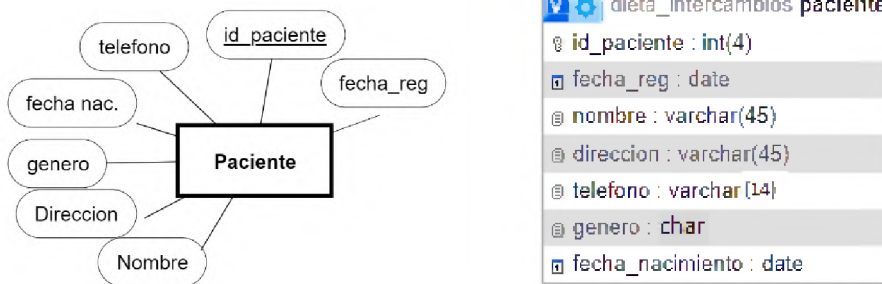 telefono
id_paciente
fecha_reg
fecha nac.
genero
Paciente
Direccion
Nombre
dieta_intercambios paciente
id_paciente : int(4)
fecha_reg : date
nombre : varchar(45)
direccion : varchar(45)
telefono : varchar(14)
genero : char
fecha_nacimiento : date